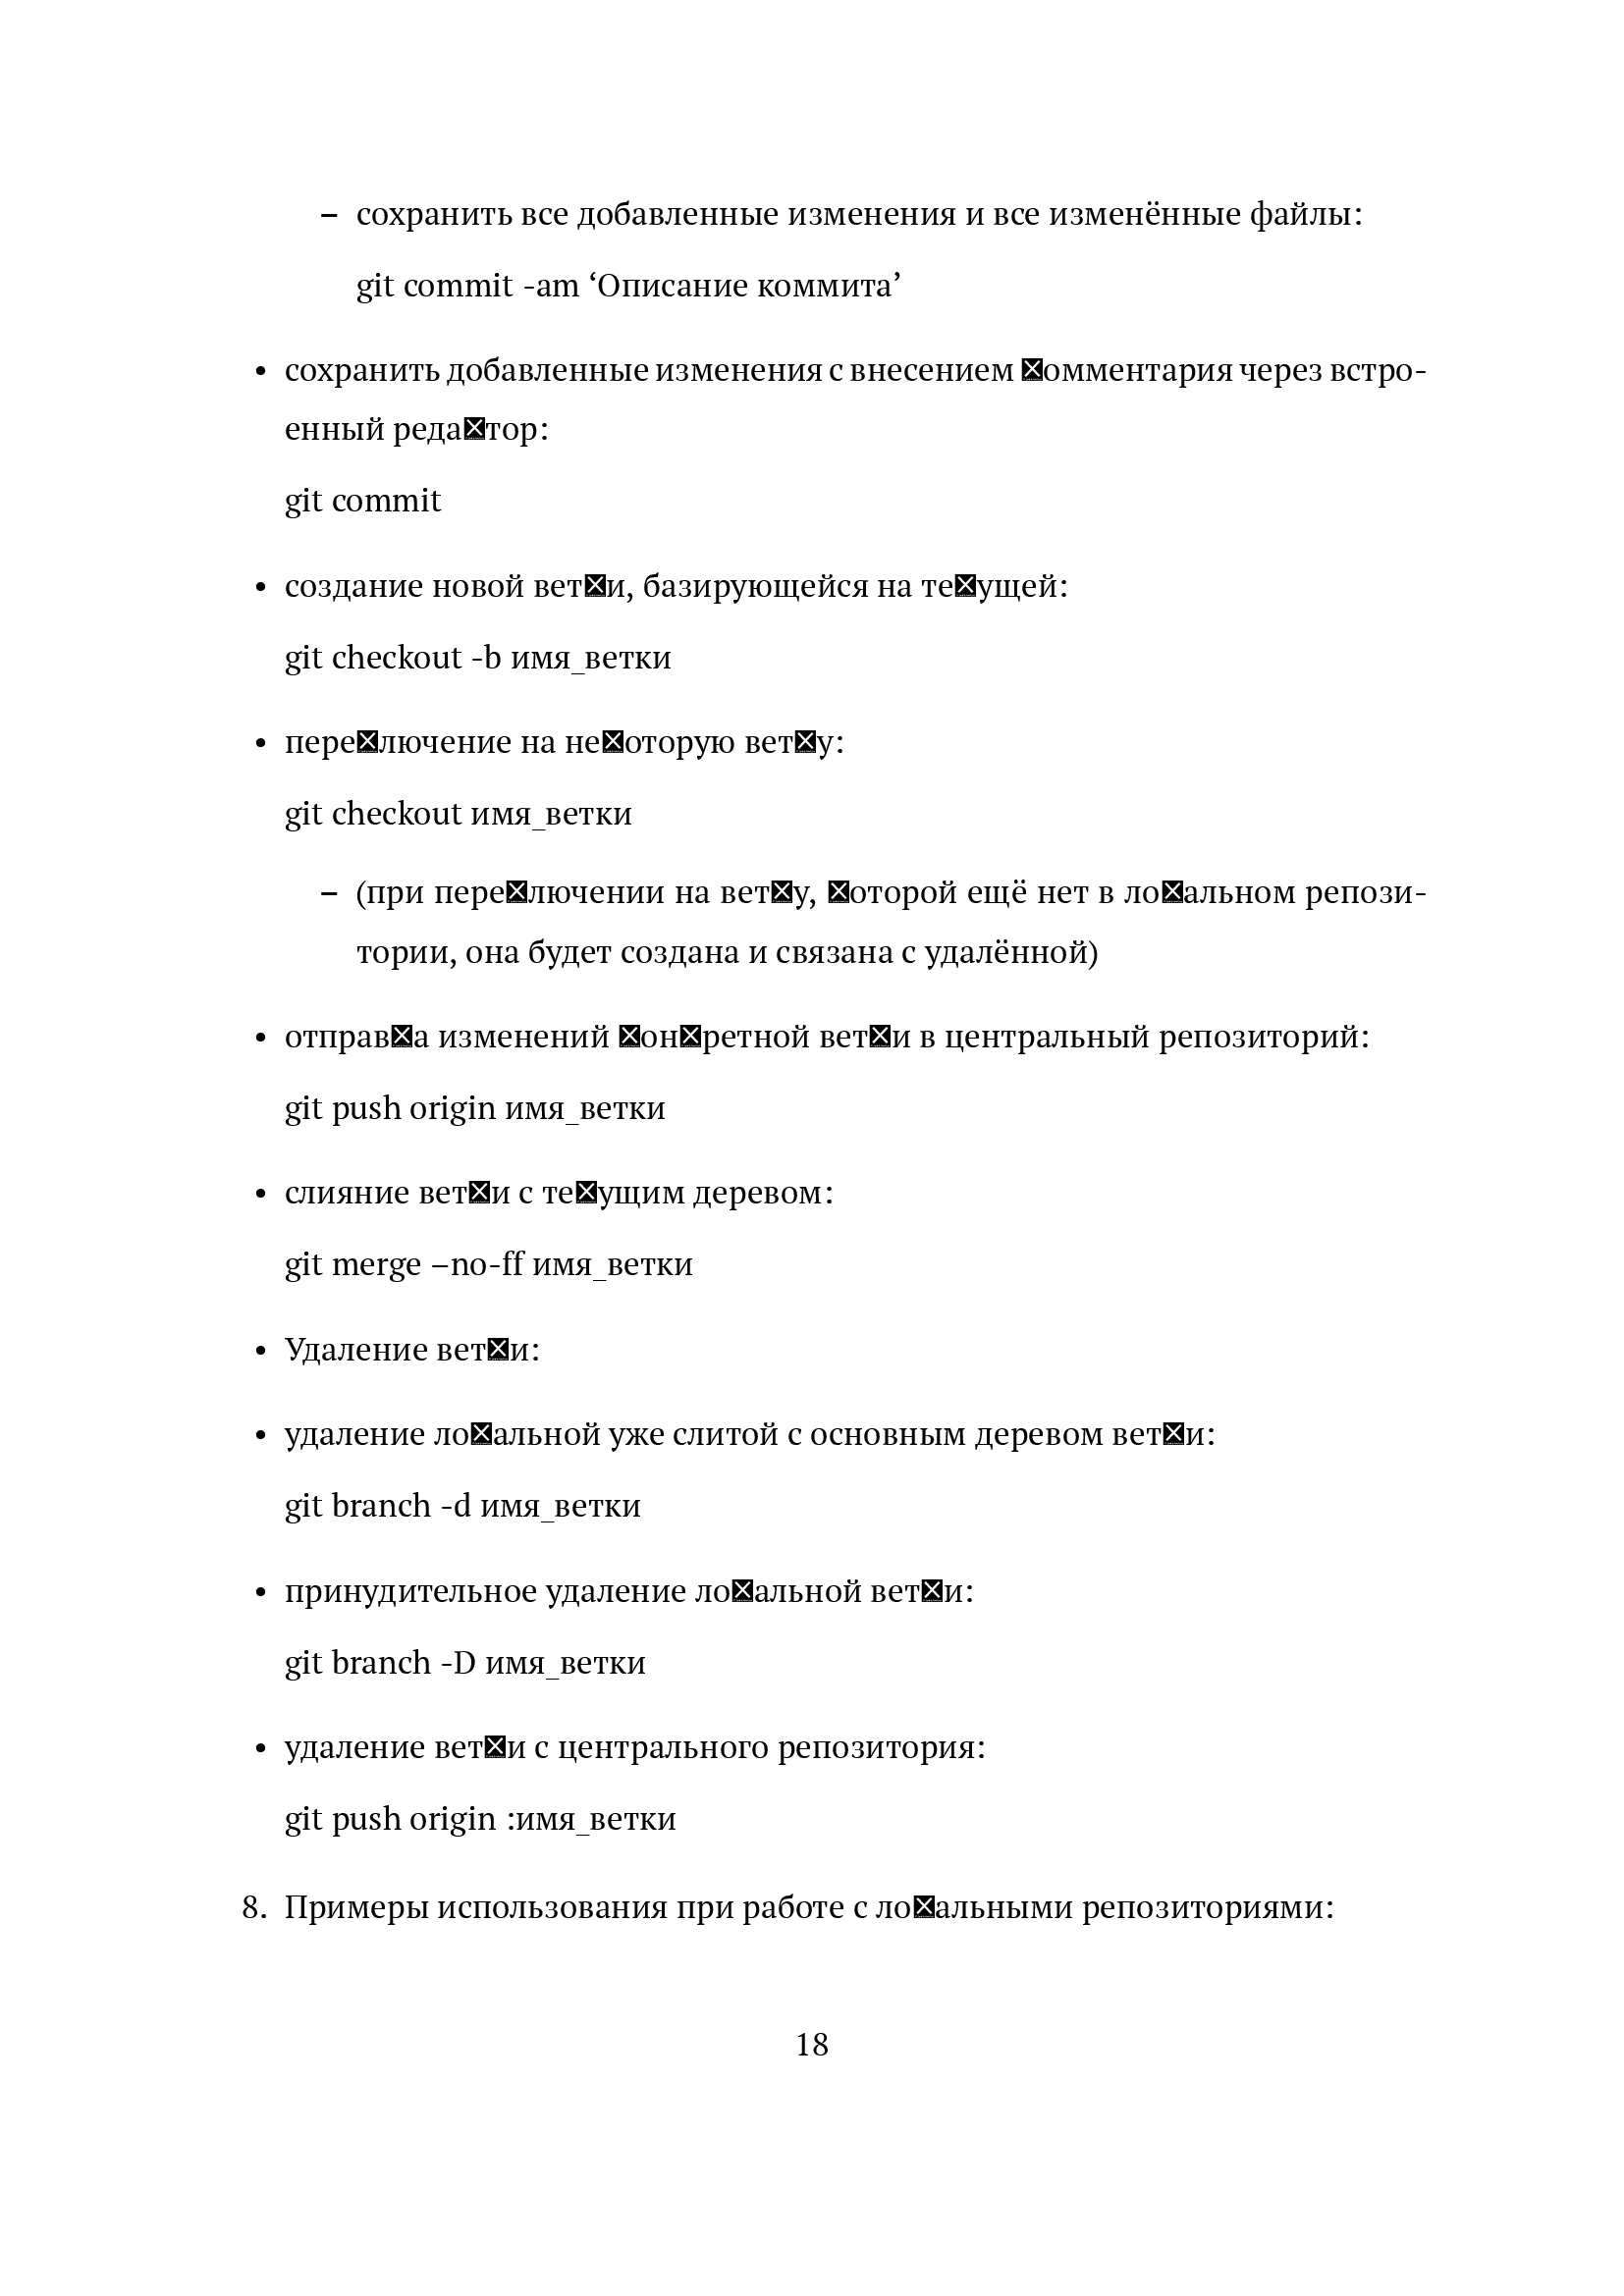 – сохранить все добавленные изменения и все изменённые файлы:
git commit -am ‘Описание коммита’
• сохранить добавленные изменения с внесением ☒омментария через встро-
енный реда☒тор:
git commit
• создание новой вет☒и, базирующейся на те☒ущей:
git checkout -b имя_ветки
• пере☒лючение на не☒оторую вет☒у:
git checkout имя_ветки
– (при пере☒лючении на вет☒у, ☒оторой ещё нет в ло☒альном репози-
тории, она будет создана и связана с удалённой)
• отправ☒а изменений ☒он☒ретной вет☒и в центральный репозиторий:
git push origin имя_ветки
• слияние вет☒и с те☒ущим деревом:
git merge –no-ff имя_ветки
• Удаление вет☒и:
• удаление ло☒альной уже слитой с основным деревом вет☒и:
git branch -d имя_ветки
• принудительное удаление ло☒альной вет☒и:
git branch -D имя_ветки
• удаление вет☒и с центрального репозитория:
git push origin :имя_ветки
8. Примеры использования при работе с ло☒альными репозиториями:
18